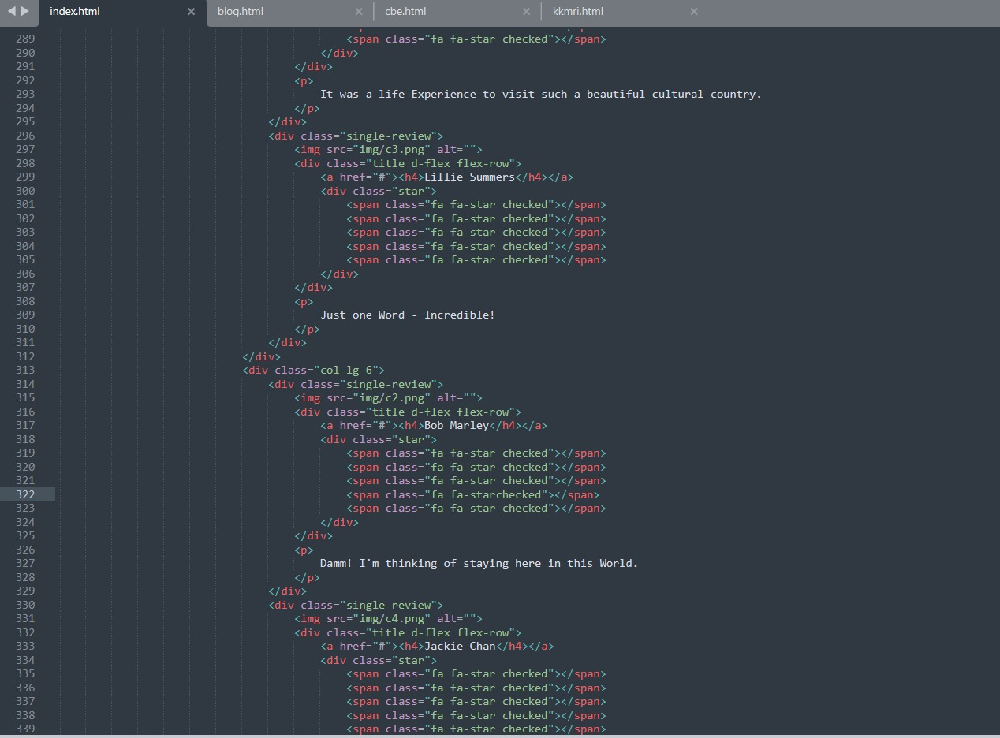 index.html × blog.html × cbe.html × kkmri.html ×
289 <span class="fa fa-star checked"></span>
290 </div>
291 </div>
292 <p>
293 It was a life Experience to visit such a beautiful cultural country.
294 </p>
295 </div>
296 <div class="single-review">
297 <img src="img/c3.png" alt="">
298 <div class="title d-flex flex-row">
299 <a href="#"><h4>Lillie Summers</h4></a>
300 <div class="star">
301 <span class="fa fa-star checked"></span>
302 <span class="fa fa-star checked"></span>
303 <span class="fa fa-star checked"></span>
304 <span class="fa fa-star checked"></span>
305 <span class="fa fa-star checked"></span>
306 </div>
307 </div>
308 <p>
309 Just one Word - Incredible!
310 </p>
311 </div>
312 </div>
313 <div class="col-lg-6">
314 <div class="single-review">
315 <img src="img/c2.png" alt="">
316 <div class="title d-flex flex-row">
317 <a href="#"><h4>Bob Marley</h4></a>
318 <div class="star">
319 <span class="fa fa-star checked"></span>
320 <span class="fa fa-star checked"></span>
321 <span class="fa fa-star checked"></span>
322 <span class="fa fa-starchecked"></span>
323 <span class="fa fa-star checked"></span>
324 </div>
325 </div>
326 <p>
327 Damm! I'm thinking of staying here in this World.
328 </p>
329 </div>
330 <div class="single-review">
331 <img src="img/c4.png" alt="">
332 <div class="title d-flex flex-row">
333 <a href="#"><h4>Jackie Chan</h4></a>
334 <div class="star">
335 <span class="fa fa-star checked"></span>
336 <span class="fa fa-star checked"></span>
337 <span class="fa fa-star checked"></span>
338 <span class="fa fa-star checked"></span>
339 <span class="fa fa-star checked"></span>